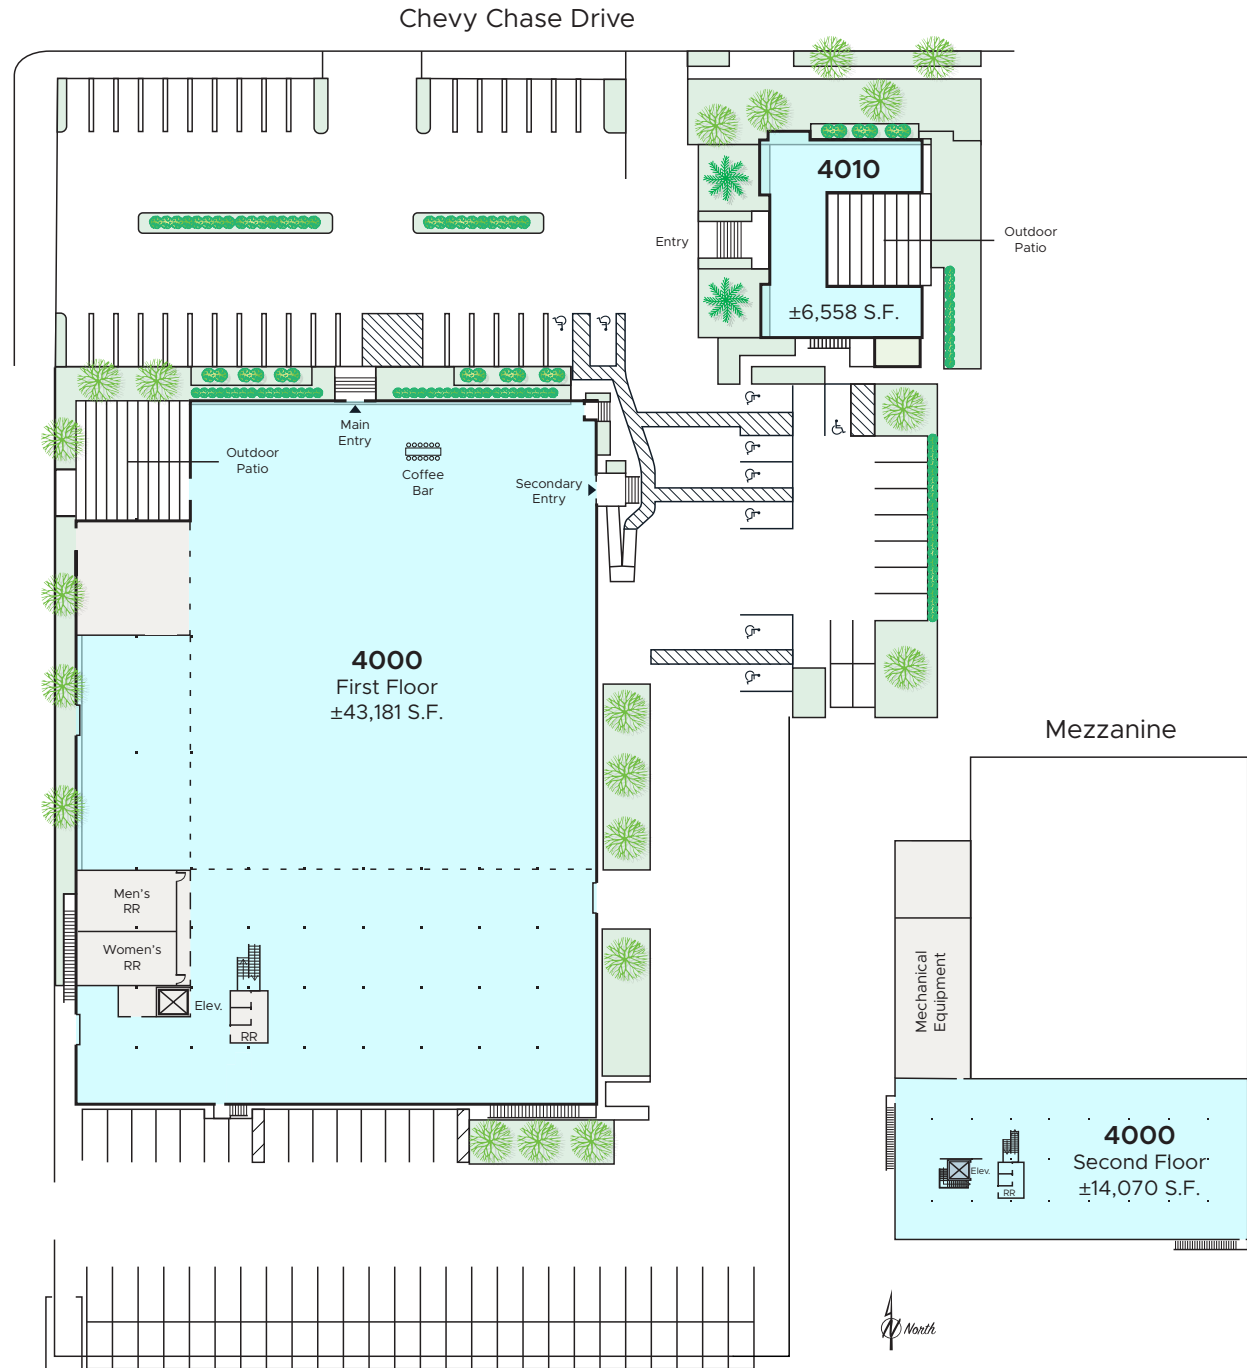 Chevy Chase Drive
4010
Entry
Outdoor
Patio
±6,558 S.F.
Main
Entry
Coffee
Bar
Outdoor
Patio
Secondary
Entry
4000
First Floor
±43,181 S.F.
Mezzanine
Men's
RR
Women's
RR
Elev.
RR
Mechanical
Equipment
4000
Second Floor
±14,070 S.F.
Elev.
RR
N North